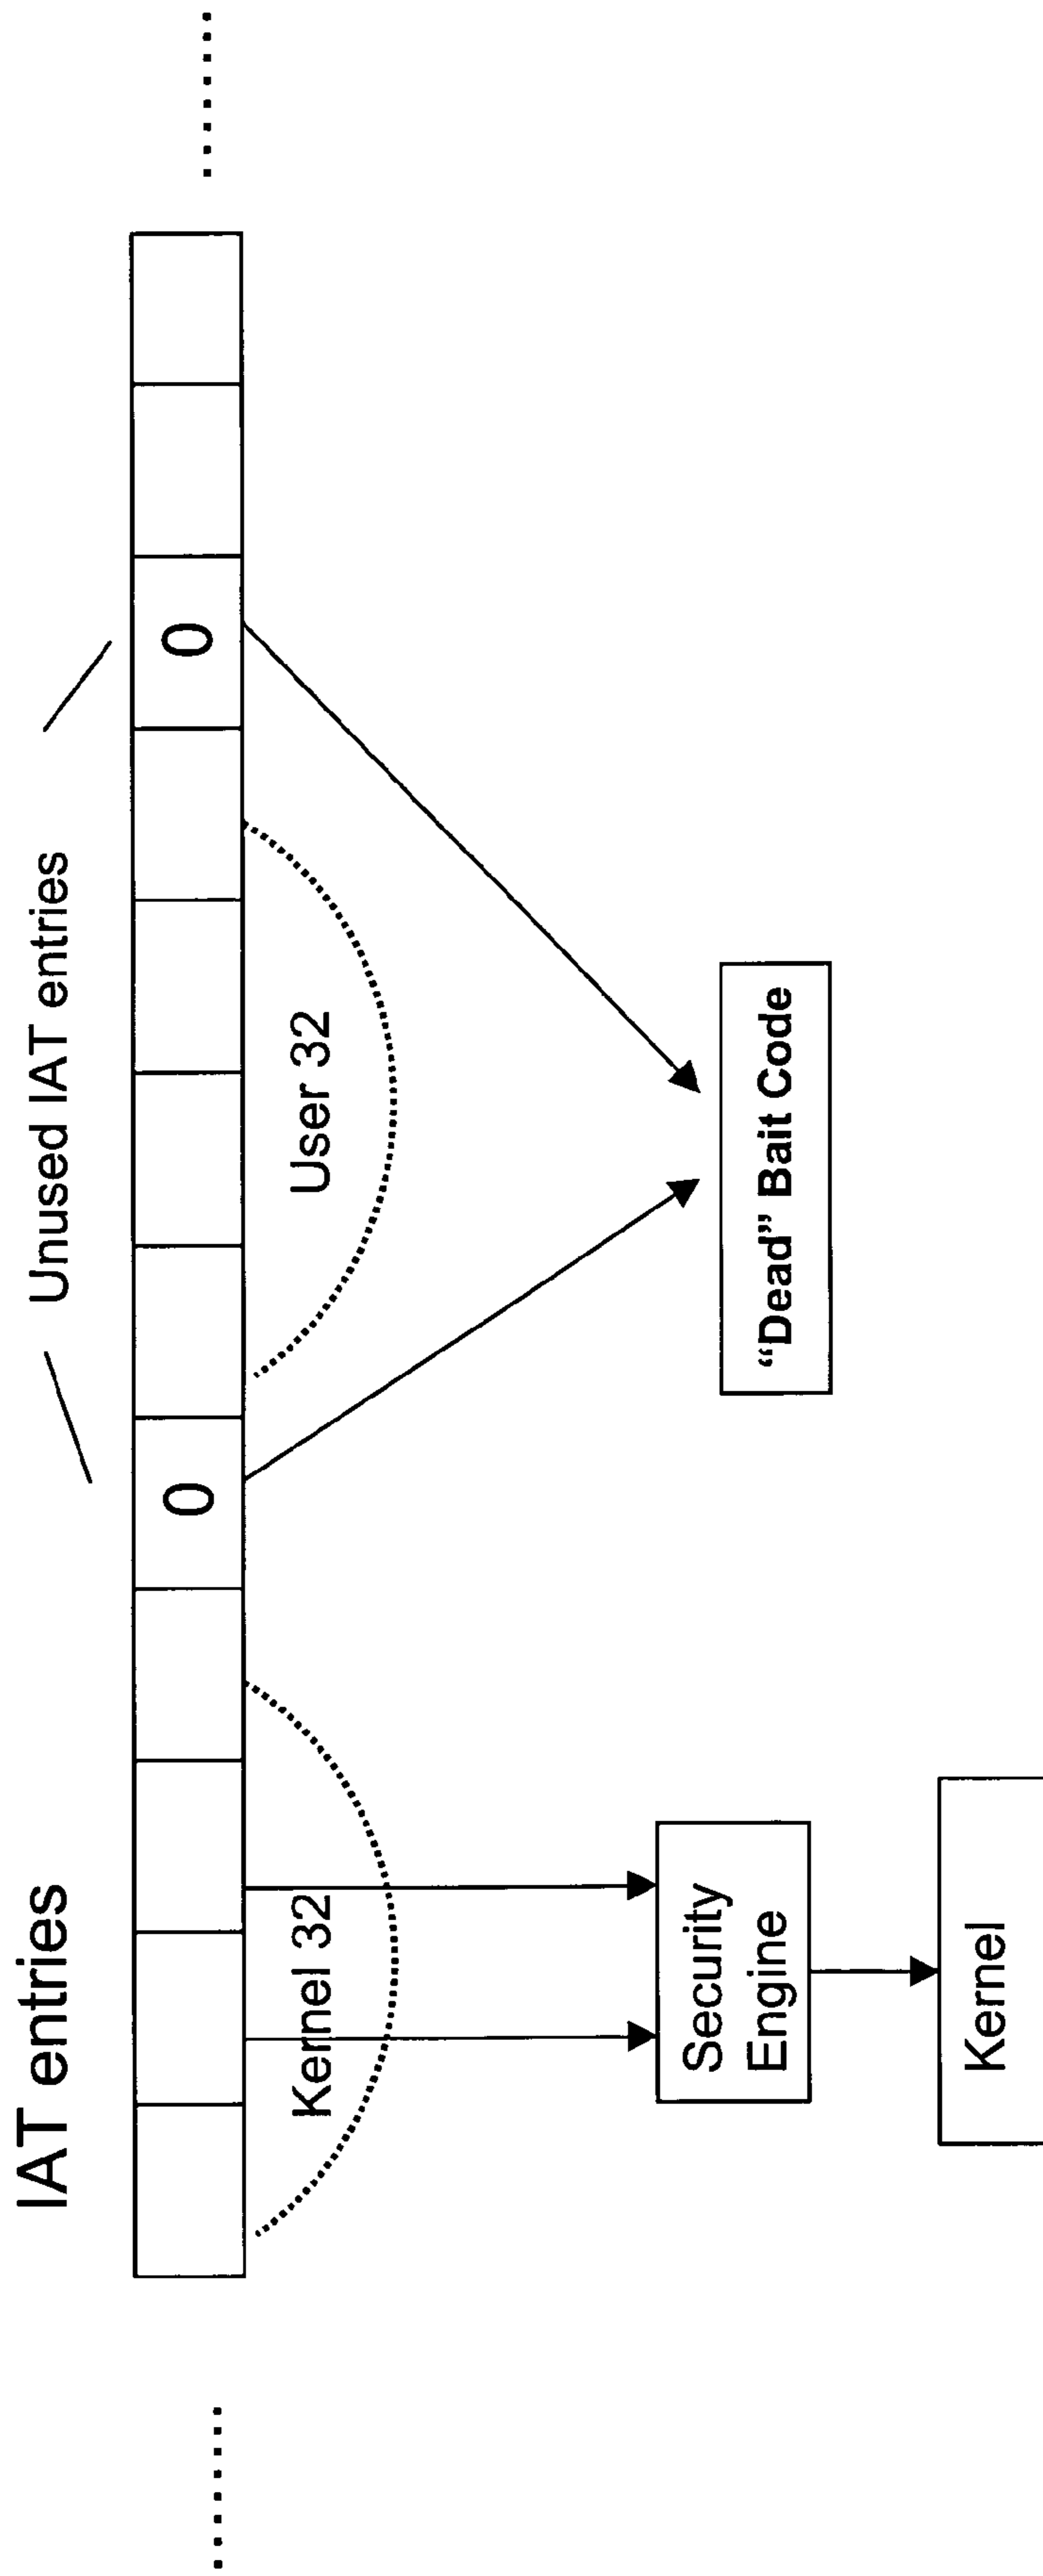 IAT entries
Unused IAT entries
0
0
Kernel 32
User 32
Security
Engine
“Dead” Bait Code
Kernel